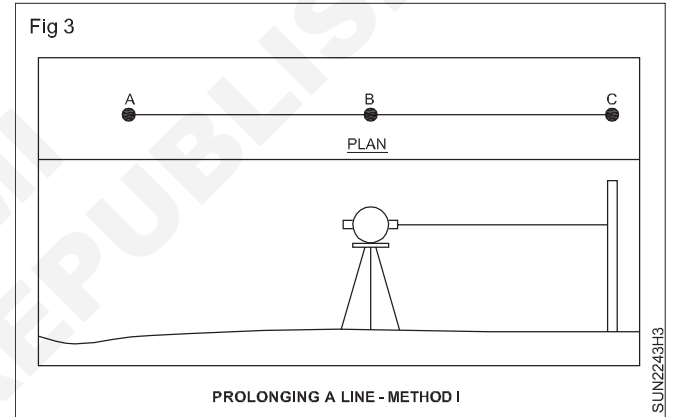 Fig 3
A B C
PLAN
PROLONGING A LINE - METHOD I
SUN2243H3